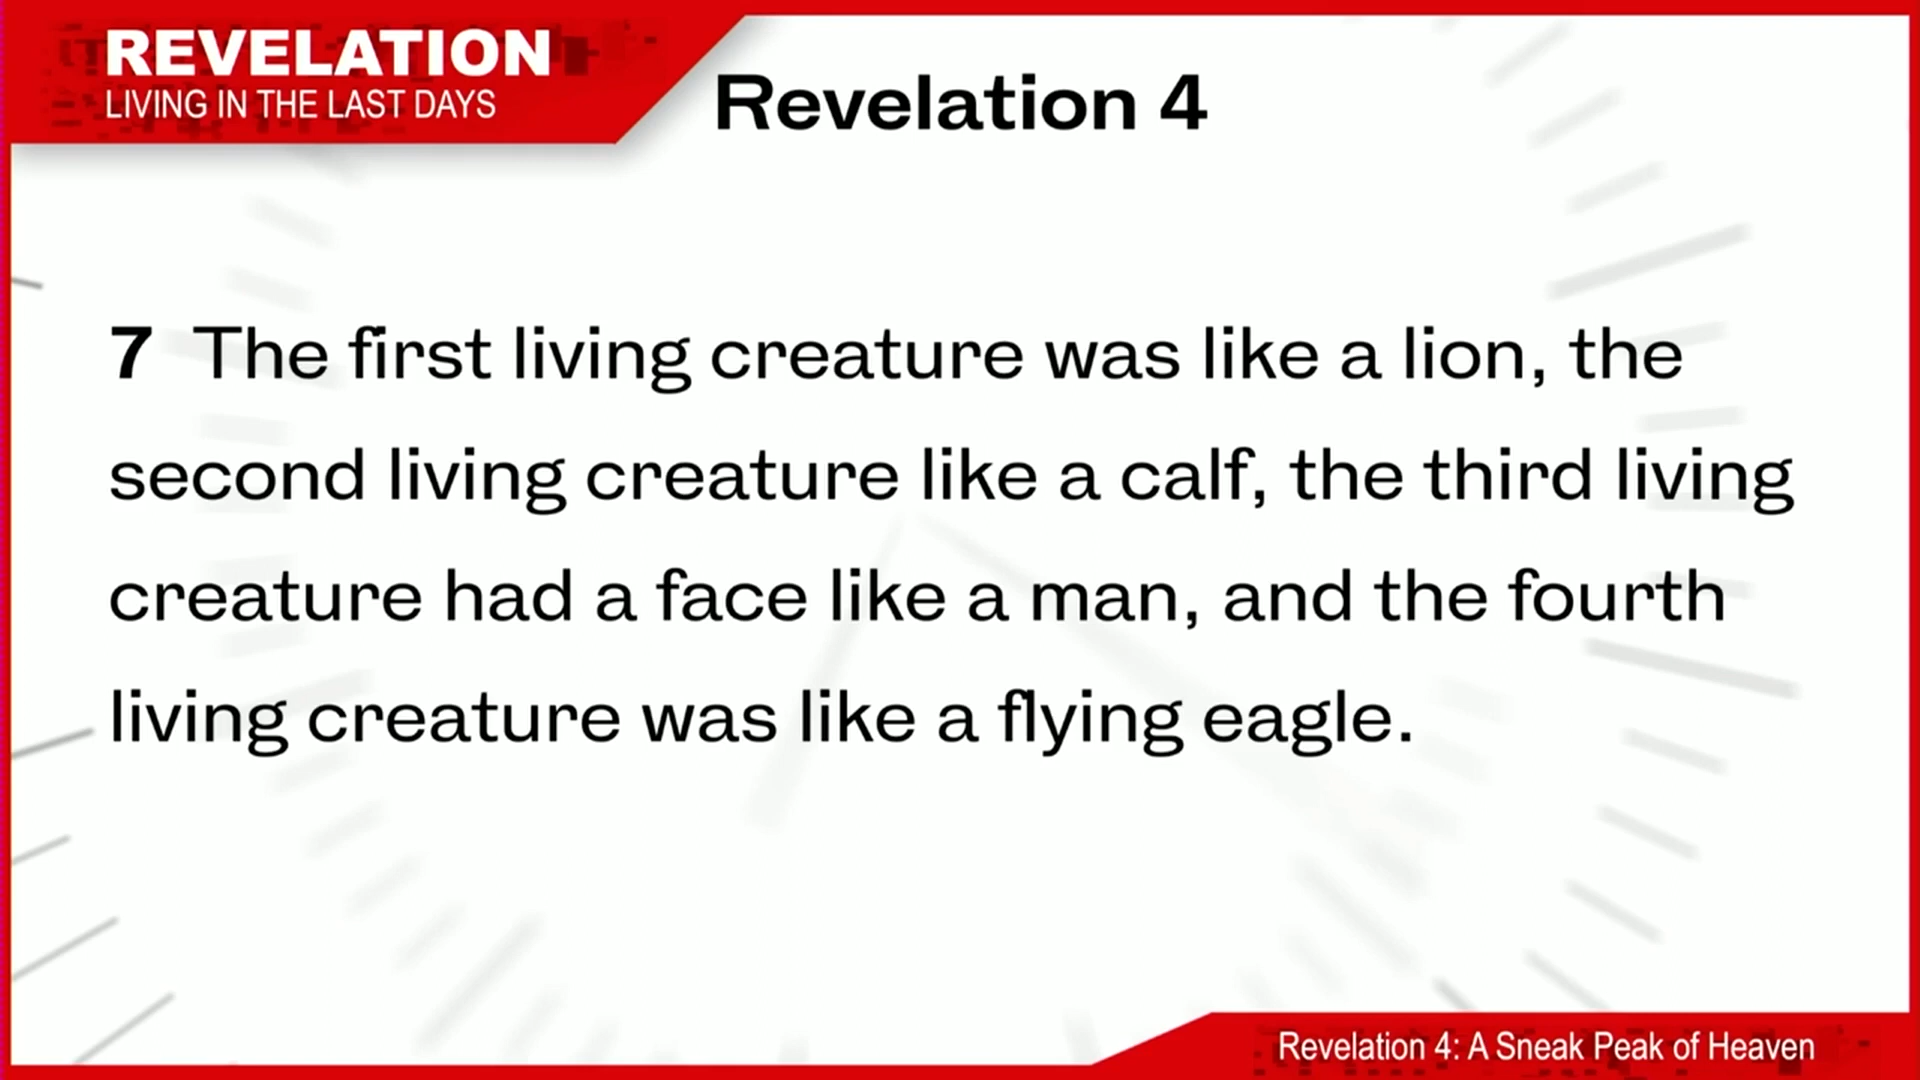 REVELATION
LIVING IN THE LAST DAYS
Revelation 4
7 The first living creature was like a lion, the
second living creature like a calf, the third living
creature had a face like a man, and the fourth
living creature was like a flying eagle.
Revelation 4: A Sneak Peak of Heaven